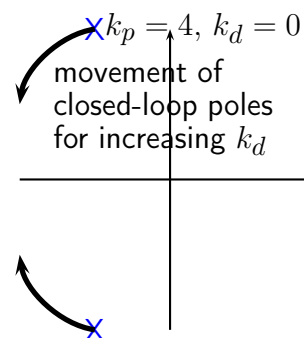 X k_p = 4, k_d = 0
movement of
closed-loop poles
for increasing k_d
X